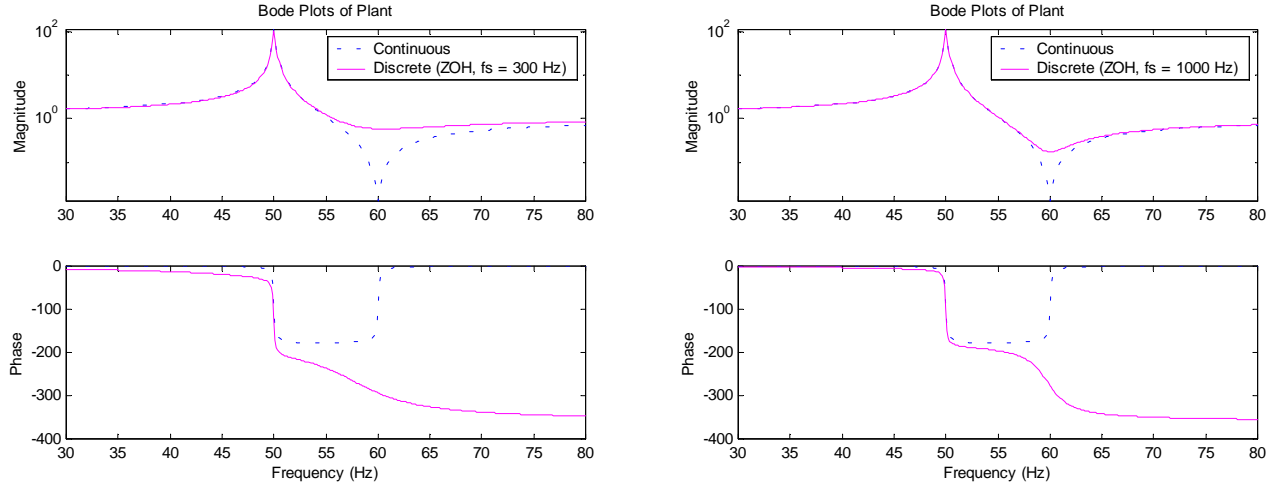 Bode Plots of Plant
10^2
10^0
Magnitude
Continuous
Discrete (ZOH, fs = 300 Hz)
30 35 40 45 50 55 60 65 70 75 80
0
-100
-200
-300
-400
Phase
30 35 40 45 50 55 60 65 70 75 80
Frequency (Hz)
Bode Plots of Plant
10^2
10^0
Magnitude
Continuous
Discrete (ZOH, fs = 1000 Hz)
30 35 40 45 50 55 60 65 70 75 80
0
-100
-200
-300
-400
Phase
30 35 40 45 50 55 60 65 70 75 80
Frequency (Hz)